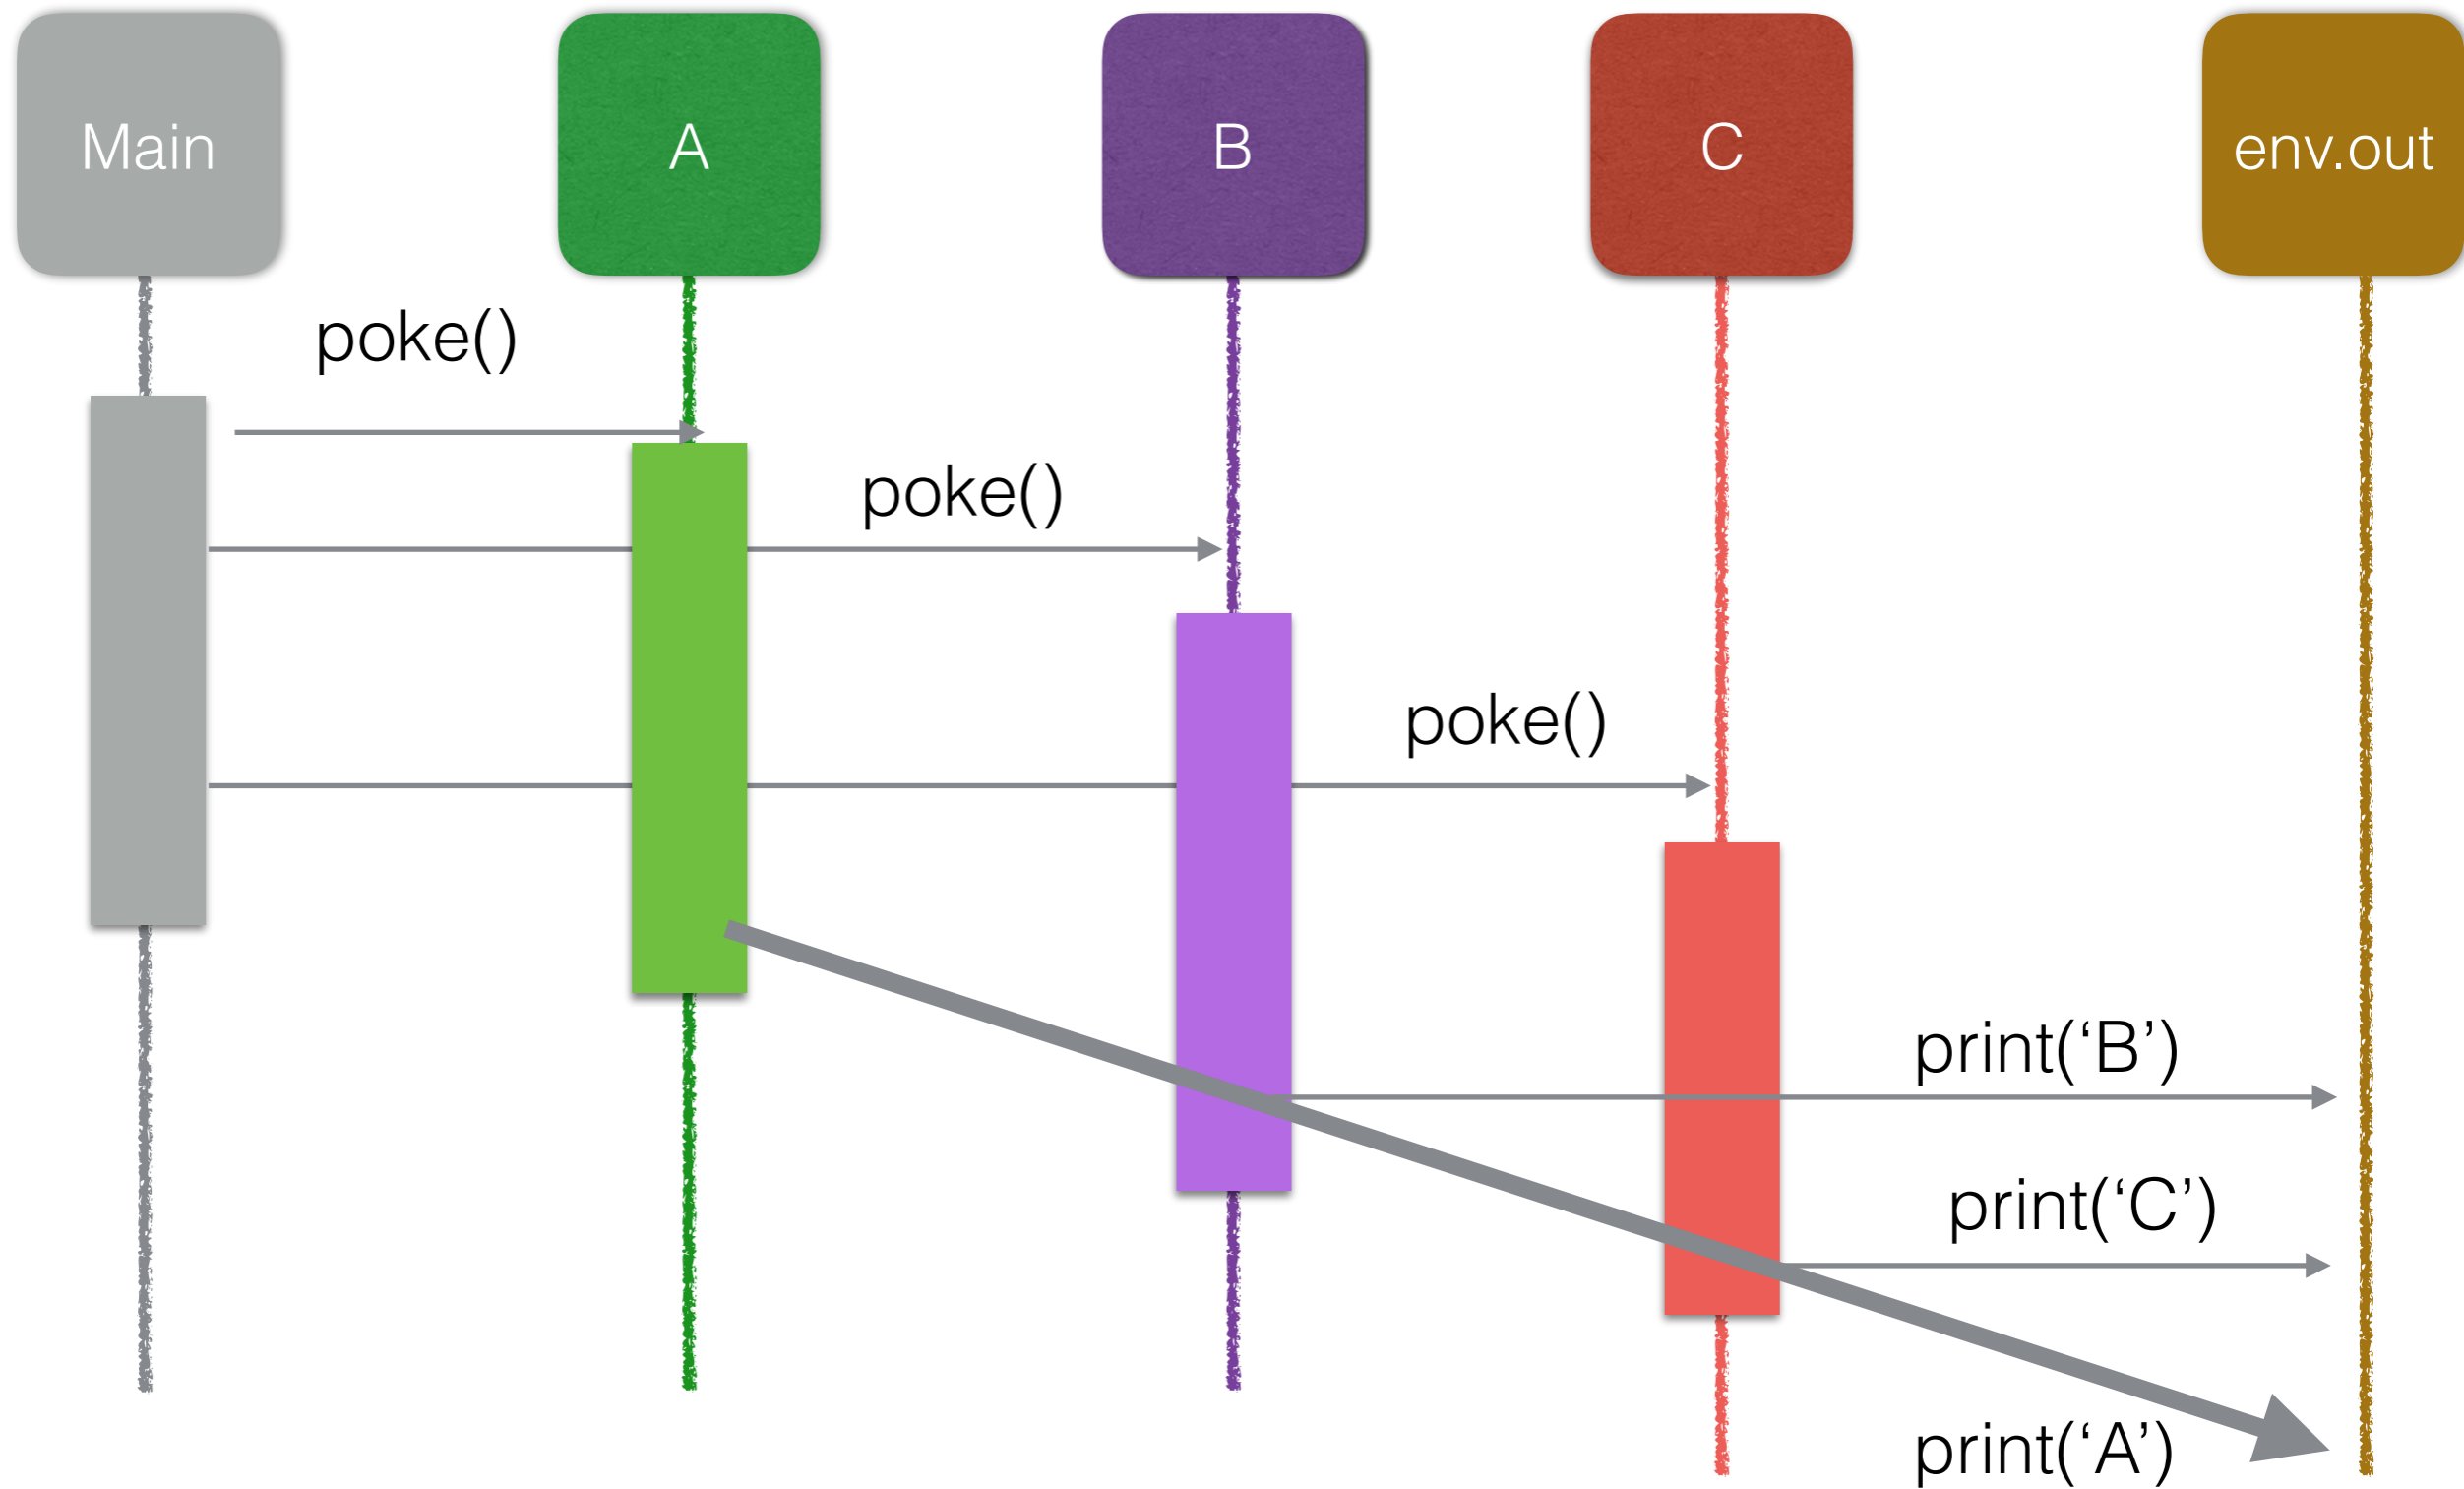 Main
A
B
C
env.out
poke()
poke()
poke()
print(‘B’)
print(‘C’)
print(‘A’)